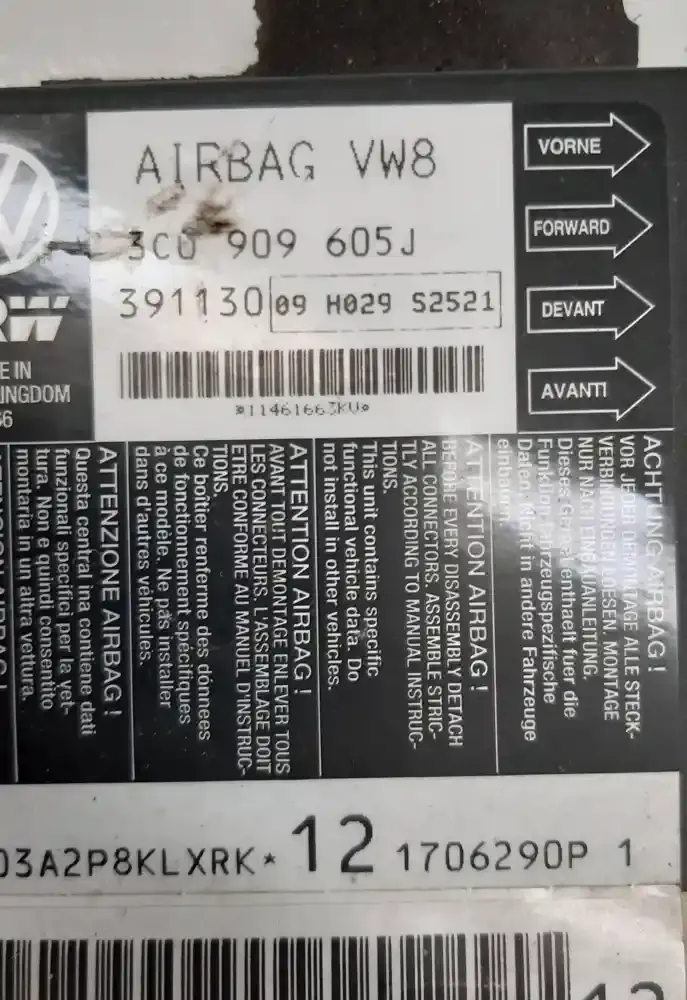 AIRBAG VW8
3C0 909 605J
391130 09 H029 S2521
*11461663KV*
VORNE
FORWARD
DEVANT
AVANTI
RW
E IN
INGDOM
66
ACHTUNG AIRBAG!
VOR JEDER DEMONTAGE ALLE STECK-
VERBINDUNGEN LOESEN. MONTAGE
NUR NACH EINBAUANLEITUNG.
Dieses Geraet enthaelt fuer die
Funktion fahrzeugspezifische
Daten. Nicht in andere Fahrzeuge
einbauen.
ATTENTION AIRBAG!
BEFORE EVERY DISASSEMBLY DETACH
ALL CONNECTORS. ASSEMBLE STRIC-
TLY ACCORDING TO MANUAL INSTRUC-
TIONS.
This unit contains specific
functional vehicle data. Do
not install in other vehicles.
ATTENTION AIRBAG!
AVANT TOUT DEMONTAGE ENLEVER TOUS
LES CONNECTEURS. L'ASSEMBLAGE DOIT
ETRE CONFORME AU MANUEL D'INSTRUC-
TIONS.
Ce boîtier renferme des données
de fonctionnement spécifiques
à ce modèle. Ne pas installer
dans d'autres véhicules.
ATTENZIONE AIRBAG!
Questa central ina contiene dati
funzionali specifici per la vet-
tura. Non e quindi consentito
montarla in un altra vettura.
03A2P8KLXRK* 12 1706290P 1